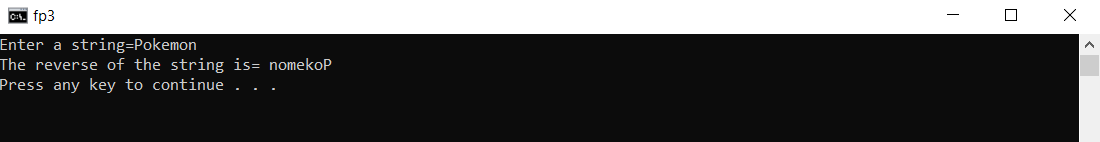 fp3
Enter a string=Pokemon
The reverse of the string is= nomekoP
Press any key to continue . . .